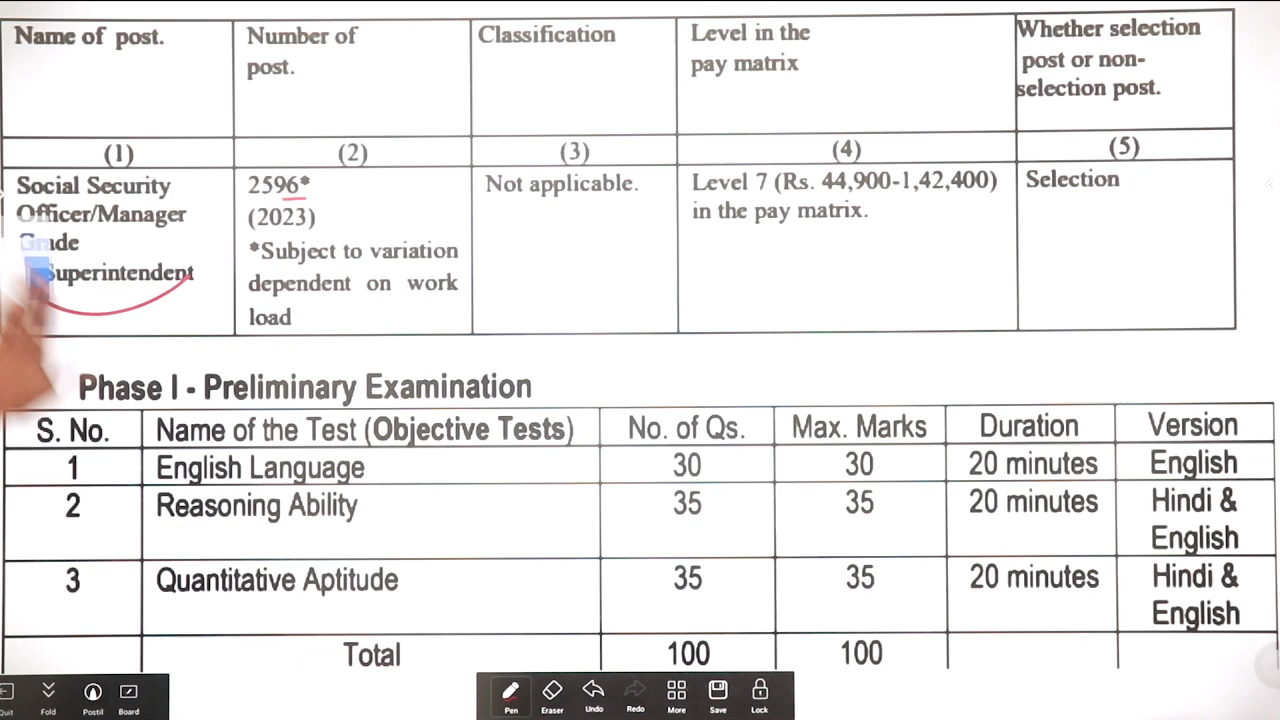 Name of post.
Number of
post.
Classification
Level in the
pay matrix
Whether selection
post or non-
selection post.
(1)
(2)
(3)
(4)
(5)
Social Security
Officer/Manager
Grade
Superintendent
2596*
(2023)
*Subject to variation
dependent on work
load
Not applicable.
Level 7 (Rs. 44,900-1,42,400)
in the pay matrix.
Selection
Phase I - Preliminary Examination
S. No.
Name of the Test (Objective Tests)
No. of Qs.
Max. Marks
Duration
Version
1
English Language
30
30
20 minutes
English
2
Reasoning Ability
35
35
20 minutes
Hindi &
English
3
Quantitative Aptitude
35
35
20 minutes
Hindi &
English
Total
100
100
Quit
Fold
Postil
Board
Pen
Eraser
Undo
Redo
More
Save
Lock